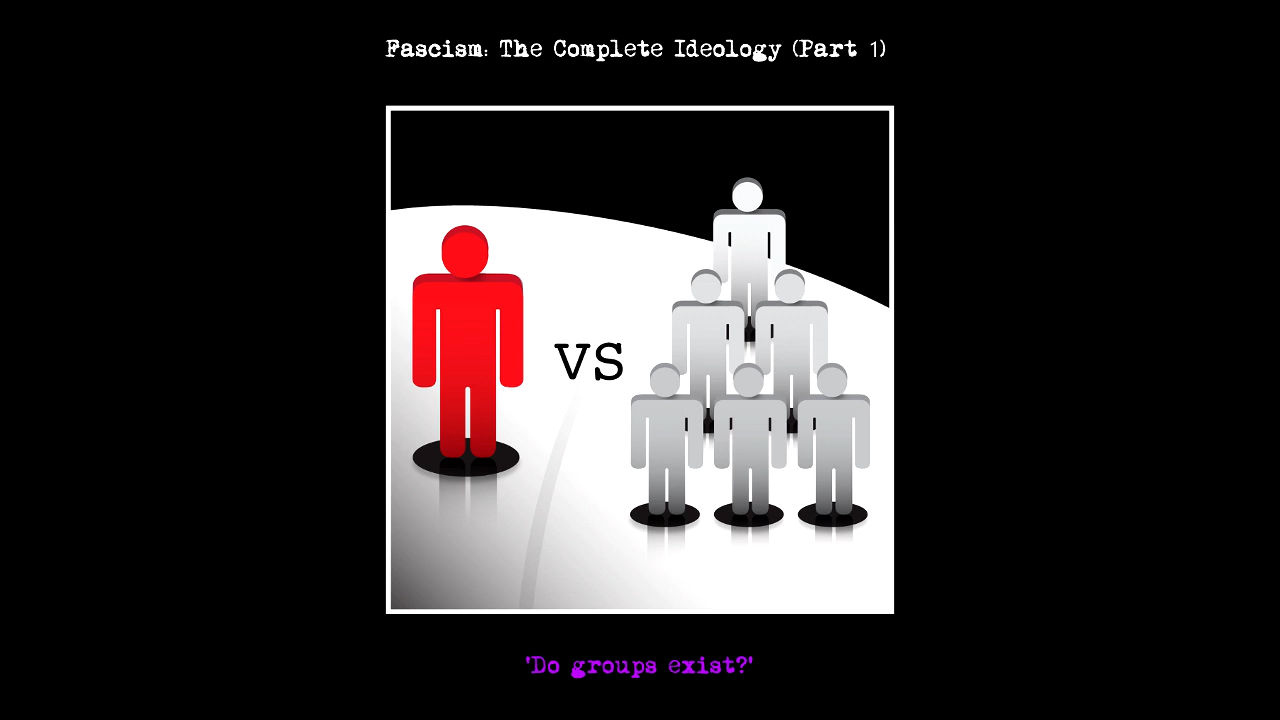 Fascism: The Complete Ideology (Part 1)
VS
'Do groups exist?'